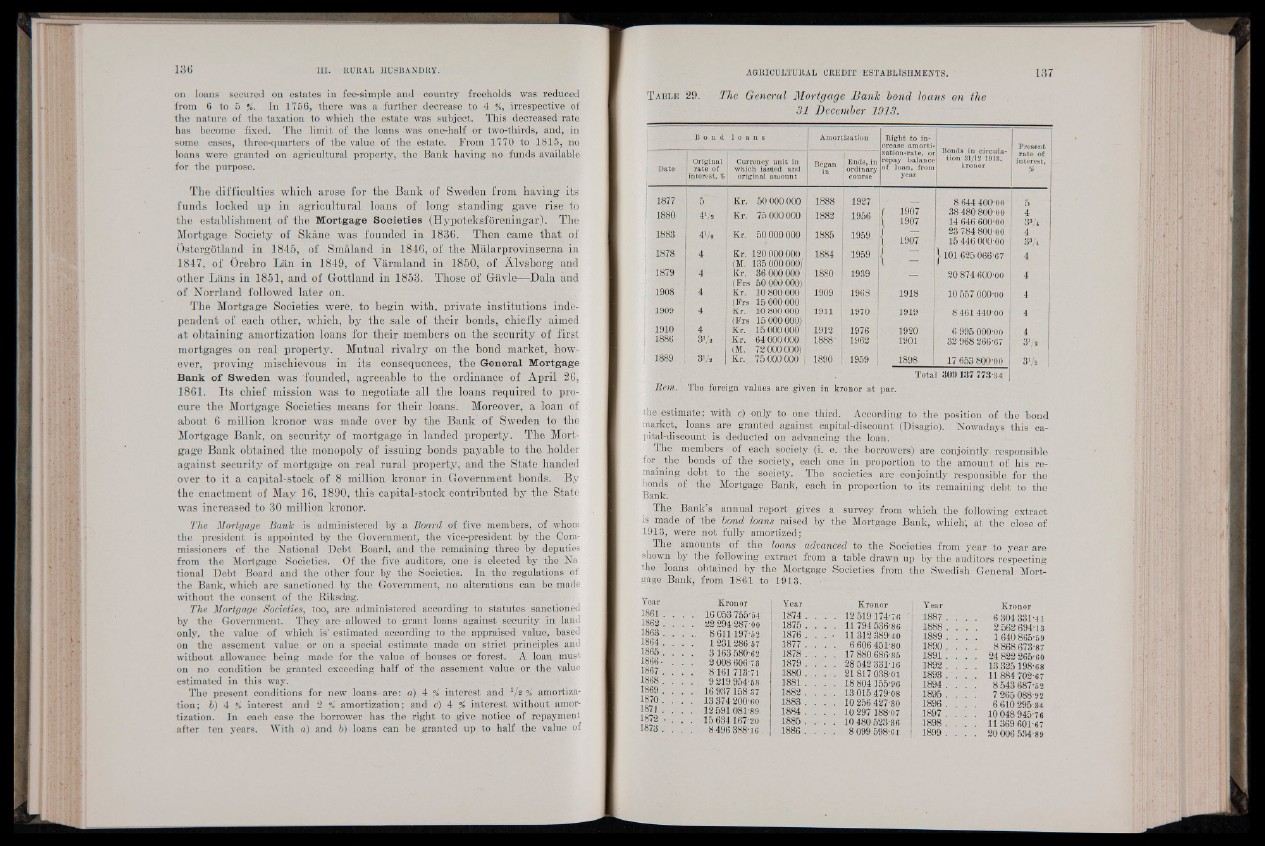 136 III. RURAL HUSBANDRY.
on loans secured on estates in fee-simple and country freeholds was reduced
from 6 to 5 %. In 1756, there was a further decrease to 4 %, irrespective of
the nature of the taxation to which the estate was subject. This decreased rate
has become fixed. The limit of the loans was one-half or two-thirds, and, in
some cases, three-quarters of the value of the estate. From 1770 to 1815, no
loans were granted on agricultural property, the Bank having no funds available
for the purpose.
The difficulties which arose for the Bank of Sweden from having its
funds locked up in agricultural loans of long standing gave rise to
the establishment of the Mortgage Societies (Hypoteksföreningar). The
Mortgage Society of Skåne was founded in 1836. Then came that of
Östergötland in 1845, of Småland in 1846, of the Mälarprovinserna in
1847, of Örebro Län in 1849, of Värmland in 1850, of Älvsborg and
other Läns in 1851, and of Gottland in 1853. Those of Gävle—Dala and
of Norrland followed later on.
The Mortgage Societies were, to begin with, private institutions inde-
pendent of each other, which, by the sale of their bonds, chiefly aimed
at obtaining amortization loans for their members on the security of first
mortgages on real property. Mutual rivalry on the bond market, how-
ever, proving mischievous in its consequences, the General Mortgage
Bank of Sweden was founded, agreeable to the ordinance of April 26,
1861. Its chief mission was to negotiate all the loans required to pro-
cure the Mortgage Societies means for their loans. Moreover, a loan of
about 6 million kronor was made over by the Bank of Sweden to the
Mortgage Bank, on security of mortgage in landed property. The Mort-
gage Bank obtained the monopoly of issuing bonds payable to the holder
against security of mortgage on real rural property, and the State handed
over to it a capital-stock of 8 million kronor in Government bonds. By
the enactment of May 16, 1890, this capital-stock contributed by the State
was increased to 30 million kronor.
The Mortgage Bank is administered by a Board of five members, of whom
the president is appointed by the Government, the vice-president by the Com-
missioners of the National Debt Board, and the remaining three by deputies
from the Mortgage Societies. Of the five auditors, one is elected by the Na
tional Debt Board and the other four by the Societies. In the regulations of
the Bank, which are sanctioned by the Government, no alterations can be made
without the consent of the Riksdag.
The Mortgage Societies, too, are administered according to statutes sanctioned
by the Government. They are allowed to grant loans against security in land
only, the value of which is estimated according to the appraised value, based
on the assement value or on a special estimate made on strict principles and
without allowance being made for the value of houses or forest. A loan must
on no condition be granted exceeding half of the assement value or the value
estimated in this way.
The present conditions for new loans are: a) 4 % interest and 1/2 % amortiza-
tion; b) 4 % interest and 2 % amortization; and c) 4 % interest without amor-
tization. In each case the borrower has the right to give notice of repayment
after ten years. With a) and b) loans can be granted up to half the value of
AGRICULTURAL CREDIT ESTABLISHMENTS. 137
TABLE 29. The General Mortgage Bank bond loans on the
31 December 1913.
Bond loans Amortization Right to in-
crease amorti-
zation-rate, or
repay balance
of loan, from
year Bonds in circula-
tion 31/12 1913.
kronor Present
rate of
interest,
%
Date Original
rate of
interest, % Currency unit in
which issued and
original amount Began
in Ends, in
ordinary
course
1877 5 Kr. 50 000 000 1888 1927 — 8 644 400·00 5
1880 4 1/2 Kr. 75 000 000 1882 1956 { 1907 38 480 800·00 4
1907 14 646 600·00 3 3/4
1883 4 1/2 Kr. 50 000 000 1885 1959 { — 23 784 800·00 4
1907 15 446 000·00 3 3/4
1878 4 Kr. 120 000 000 1884 1959 { — } 101 625 066·67 4
(M. 135 000 000) —
1879 4 Kr. 36 000 000 1880 1939 — 20 874 600·00 4
(Frs 50 000 000)
1908 4 Kr. 10 800 000 1909 1968 1918 10 557 000·00 4
(Frs 15 000 000
1909 4 Kr. 10 800 000 1911 1970 1919 8 461 440·00 4
(Frs 15 000 000)
1910 4 Kr. 15 000 000 1912 1976 1920 6 995 000·00 4
1886 3 1/2 Kr. 64 000 000 1888 1962 1901 32 968 266·67 3 1/2
(M. 72 000 000)
1889 3 1/2 Kr. 75 000 000 1890 1959 1898 17 653 800·00 3 1/2
Total 300 137 773·34
Rem. The foreign values are given in kronor at par.
the estimate; with c) only to one third. According to the position of the bond
market, loans are granted against capital-discount (Disagio). Nowadays this ca-
pital-discount is deducted on advancing the loan.
The members of each society (i. e. the borrowers) are conjointly responsible
for the bonds of the society, each one in proportion to the amount of his re-
maining debt to the society. The societies are conjointly responsible for the
bonds of the Mortgage Bank, each in proportion to its remaining debt to the
Bank.
The Bank's annual report gives a survey from which the following extract
is made of the bond loans raised by the Mortgage Bank, which, at the close of
1913, were not fully amortized;
The amounts of the loans advanced to the Societies from year to year are
shown by the following extract from a table drawn up by the auditors respecting
the loans obtained by the Mortgage Societies from the Swedish General Mort-
gage Bank, from 1861 to 1913.
Year Kronor Year Kronor Year Kronor
1861 . . . . 16 053 755·54 1874 . . . . 12 519 174·76 1887 . . . . 6 304 331·41
1862 . . . . 22 294 287·00 1875 . . . . 11 794 536·86 1888 . . . . 2 562 694·13
1863 . . . . 8 611 197·52 1876 . . . . 11 312 389·40 1889 . . . . 1 640 865·59
1864 . . . . 1 231 286·57 1877 . . . . 6 606 451·80 1890 . . . . 8 868 673·87
1865 . . . . 3 163 580·62 1878 . . . . 17 880 686·85 1891 . . . . 24 822 265·60
1866 . . . . 2 008 606·73 1879 . . . . 28 542 331·16 1892 . . . . 13 325 198·68
1867 . . . . 8 161 713·71 1880 . . . . 21 817 038·01 1893 . . . . 11 884 702·67
1868 . . . . 9 219 954·53 1881 . . . . 18 804 155·96 1894 . . . . 8 543 687·52
1869 . . . . 16 937 158·37 1882 . . . . 13 015 479·08 1895 . . . . 7 265 088·92
1870 . . . . 13 374 200·60 1883 . . . . 10 256 427·80 1896 . . . . 6 610 295·34
1871 . . . . 12 591 081·89 1884 . . . . 10 297 188·07 1897 . . . . 10 048 945·76
1872 . . . . 15 634 167·20 1885 . . . . 10 480 523·36 1898 . . . . 11 369 601·67
1873 . . . . 8 496 388·16 1886 . . . . 8 099 598·01 1899 . . . . 20 006 534·89